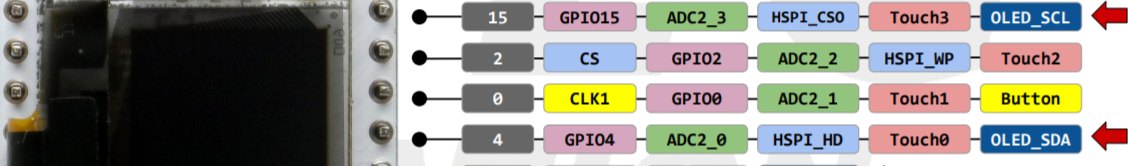 15 GPIO15 ADC2_3 HSPI_CSO Touch3 OLED_SCL
2 CS GPIO2 ADC2_2 HSPI_WP Touch2
0 CLK1 GPIO0 ADC2_1 Touch1 Button
4 GPIO4 ADC2_0 HSPI_HD Touch0 OLED_SDA